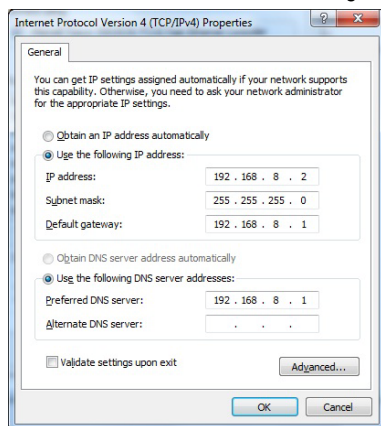 Internet Protocol Version 4 (TCP/IPv4) Properties
General
You can get IP settings assigned automatically if your network supports
this capability. Otherwise, you need to ask your network administrator
for the appropriate IP settings.
Obtain an IP address automatically
Use the following IP address:
IP address: 192 . 168 . 8 . 2
Subnet mask: 255 . 255 . 255 . 0
Default gateway: 192 . 168 . 8 . 1
Obtain DNS server address automatically
Use the following DNS server addresses:
Preferred DNS server: 192 . 168 . 8 . 1
Alternate DNS server: . . .
Validate settings upon exit
Advanced...
OK Cancel